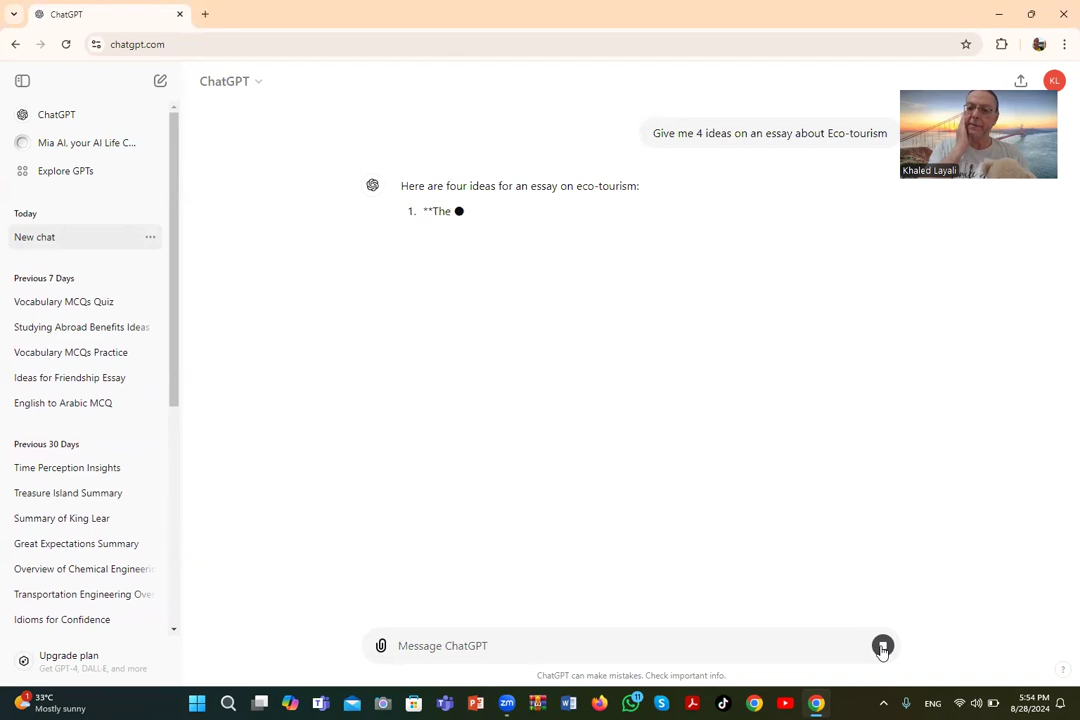 ChatGPT
chatgpt.com
ChatGPT
KL
ChatGPT
Mia AI, your AI Life C...
Explore GPTs
Today
New chat
Previous 7 Days
Vocabulary MCQs Quiz
Studying Abroad Benefits Ideas
Vocabulary MCQs Practice
Ideas for Friendship Essay
English to Arabic MCQ
Previous 30 Days
Time Perception Insights
Treasure Island Summary
Summary of King Lear
Great Expectations Summary
Overview of Chemical Engineerin
Transportation Engineering Ove
Idioms for Confidence
Upgrade plan
Get GPT-4, DALL·E, and more
Give me 4 ideas on an essay about Eco-tourism
Khaled Layali
Here are four ideas for an essay on eco-tourism:
1. **The
Message ChatGPT
ChatGPT can make mistakes. Check important info.
?
33°C
Mostly sunny
11
ENG
5:54 PM
8/28/2024